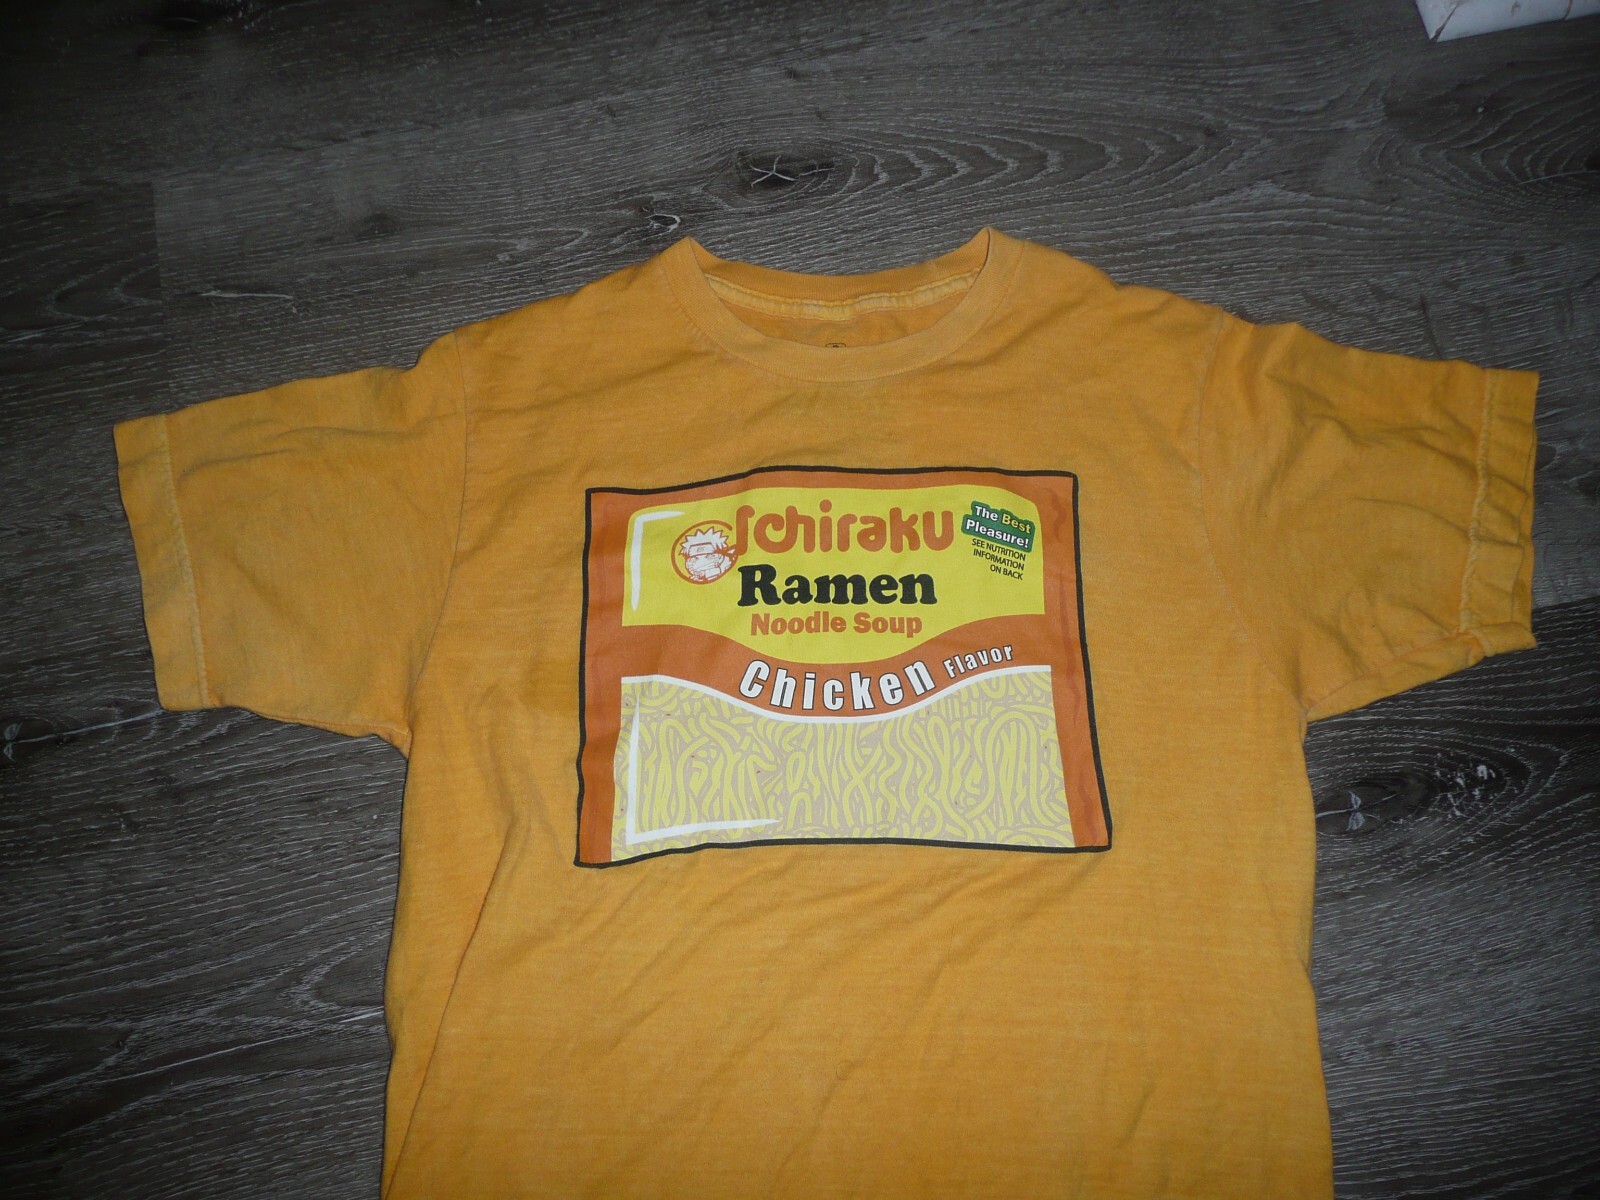 Ichiraku
Ramen
Noodle Soup
The Best
Pleasure!
SEE NUTRITION
INFORMATION
ON BACK
Chicken Flavor